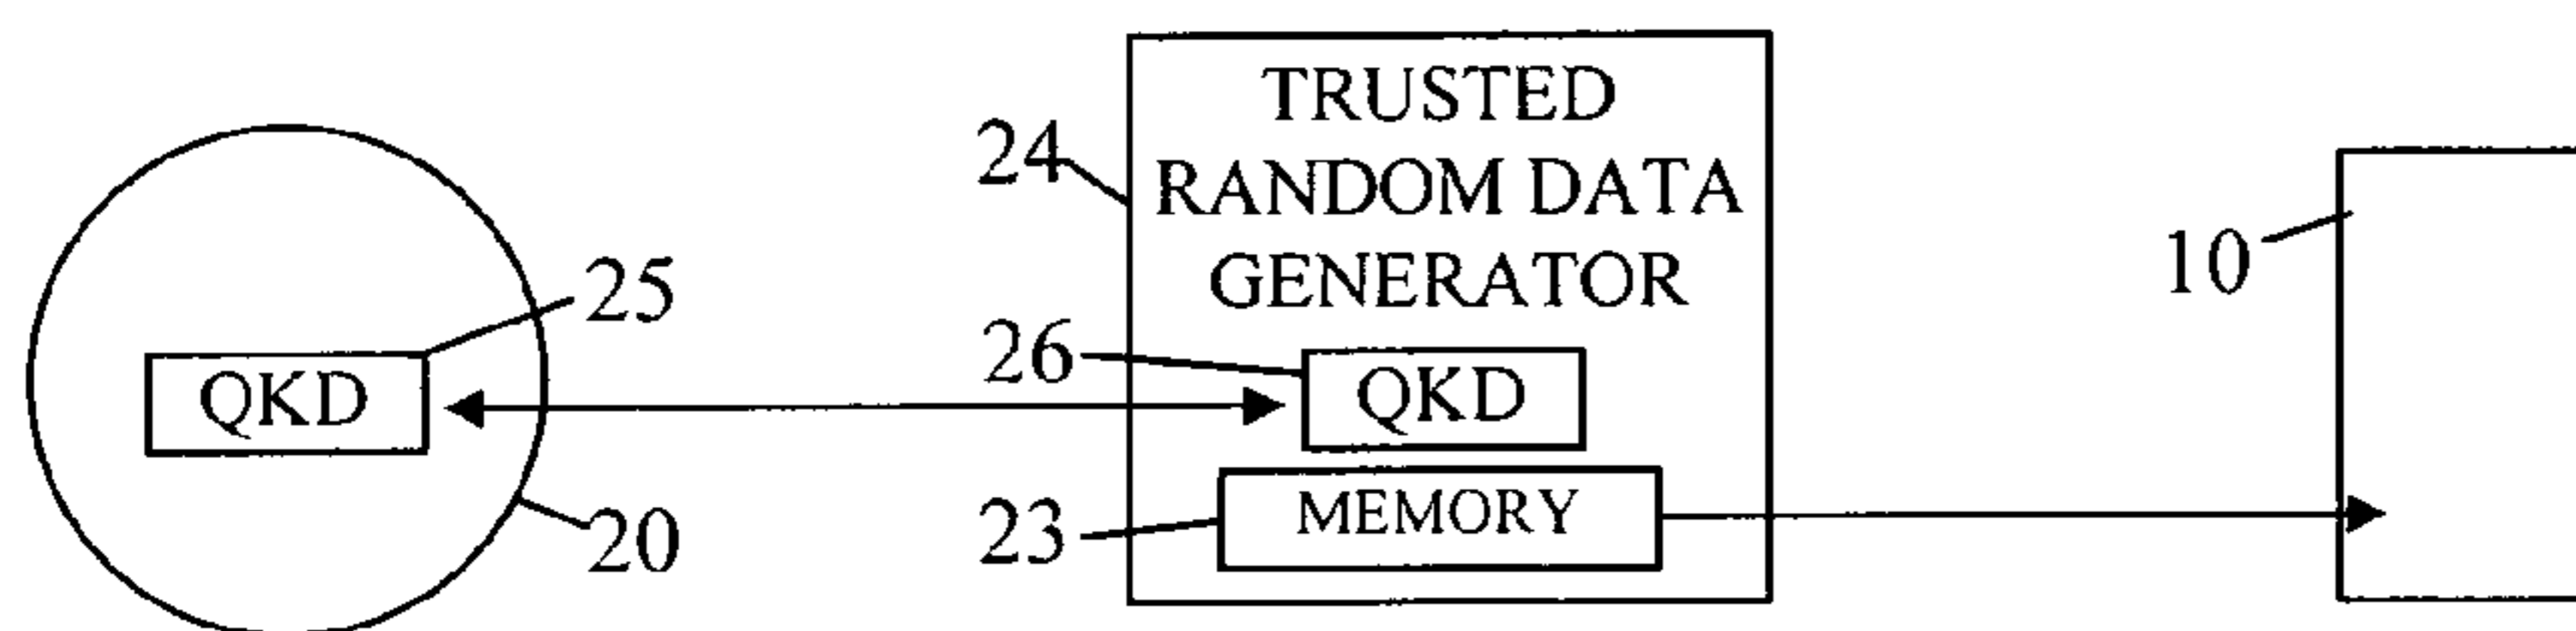 TRUSTED
RANDOM DATA
GENERATOR
24
10
25
26
QKD
QKD
23
MEMORY
20